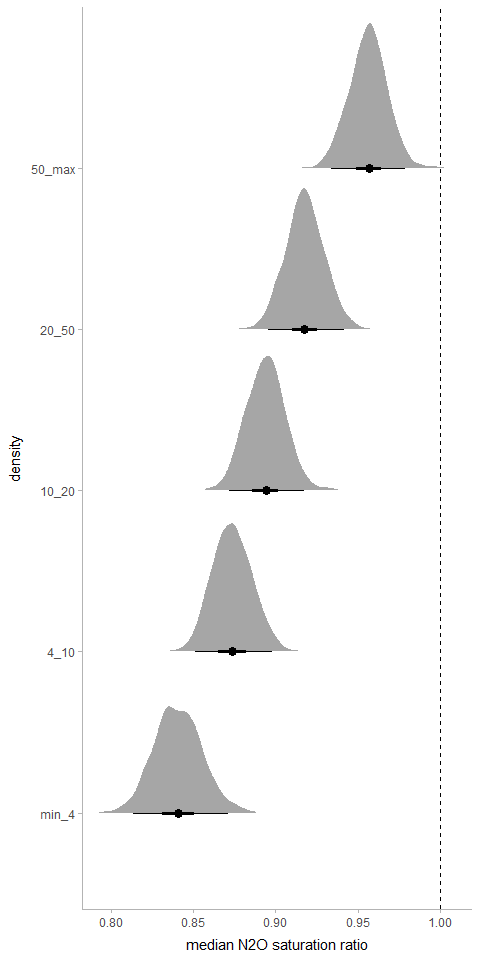 50_max
20_50
10_20
4_10
min_4
density
0.80 0.85 0.90 0.95 1.00
median N2O saturation ratio